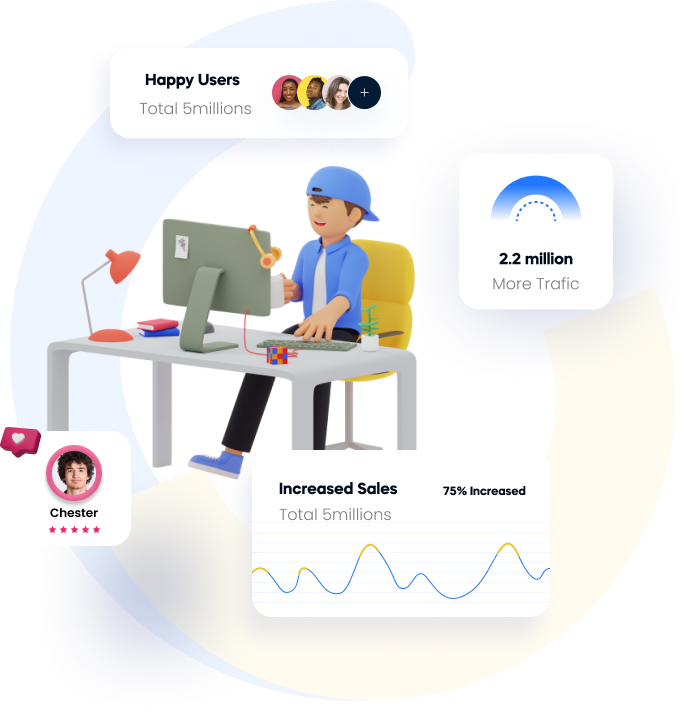 Happy Users
Total 5millions
+
2.2 million
More Trafic
Chester
Increased Sales
75% Increased
Total 5millions